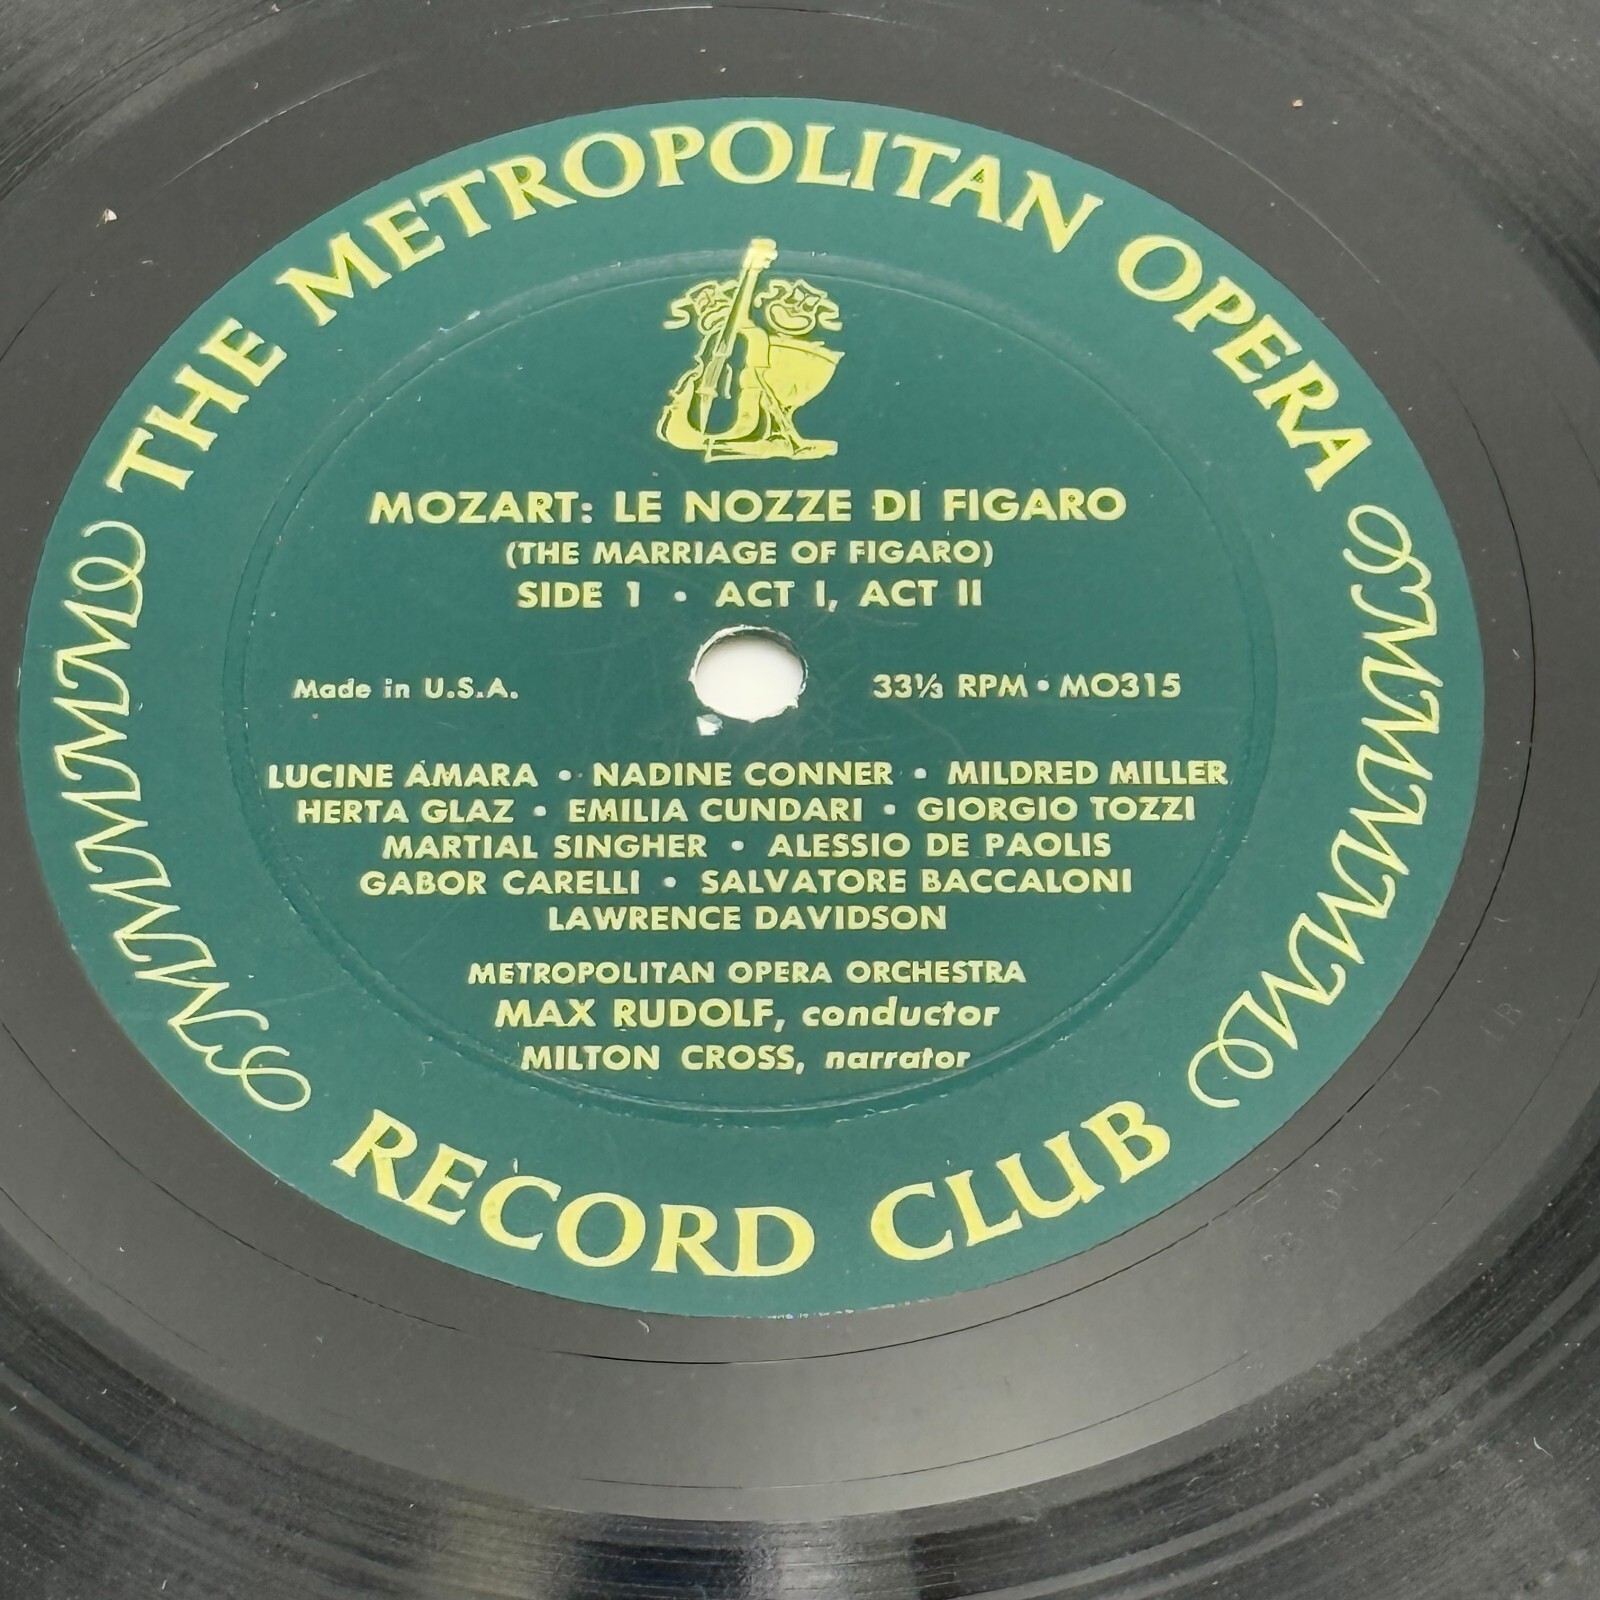 THE METROPOLITAN OPERA
MOZART: LE NOZZE DI FIGARO
(THE MARRIAGE OF FIGARO)
SIDE 1 • ACT I, ACT II
Made in U.S.A.
33⅓ RPM • MO315
LUCINE AMARA • NADINE CONNER • MILDRED MILLER
HERTA GLAZ • EMILIA CUNDARI • GIORGIO TOZZI
MARTIAL SINGHER • ALESSIO DE PAOLIS
GABOR CARELLI • SALVATORE BACCALONI
LAWRENCE DAVIDSON
METROPOLITAN OPERA ORCHESTRA
MAX RUDOLF, conductor
MILTON CROSS, narrator
RECORD CLUB